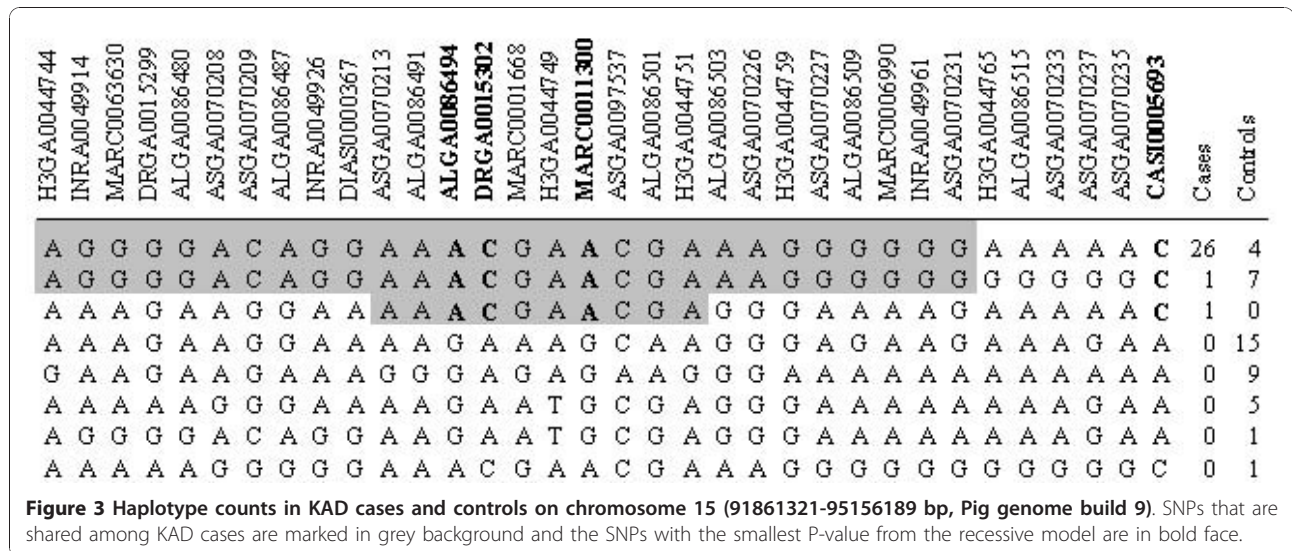 H3GA0044744
INRA0049914
MARC0063630
DRGA0015299
ALGA0086480
ASGA0070208
ASGA0070209
ALGA0086487
INRA0049926
DIAS0000367
ASGA0070213
ALGA0086491
ALGA0086494
DRGA0015302
MARC0001668
H3GA0044749
MARC0011300
ASGA0097537
ALGA0086501
H3GA0044751
ALGA0086503
ASGA0070226
H3GA0044759
ASGA0070227
ALGA0086509
MARC0006990
INRA0049961
ASGA0070231
H3GA0044765
ALGA0086515
ASGA0070233
ASGA0070237
ASGA0070235
CASI0005693
Cases
Controls
A G G G G A C A G G A A A C G A A C G A A A G G G G G G A A A A A C 26 4
A G G G G A C A G G A A A C G A A C G A A A G G G G G G G G G G G C 1 7
A A A G A A G G A A A A A C G A A C G A G G G A A A A G A A A A A C 1 0
A A A G A A G G A A A A G A A A G C A A G G G A G A A G A A A G A A 0 15
G A A G A A G A A A G G G A G A G A A G G G A A A A A A A A A A A A 0 9
A A A A A G G G A A A A G A A T G C G A G G G A A A A A A A A G A A 0 5
A G G G G A C A G G A A G A A T G C G A G G G A A A A A A A A G A A 0 1
A A A A A G G G G G A A A C G A A C G A A A G G G G G G G G G G G C 0 1
Figure 3 Haplotype counts in KAD cases and controls on chromosome 15 (91861321-95156189 bp, Pig genome build 9). SNPs that are
shared among KAD cases are marked in grey background and the SNPs with the smallest P-value from the recessive model are in bold face.